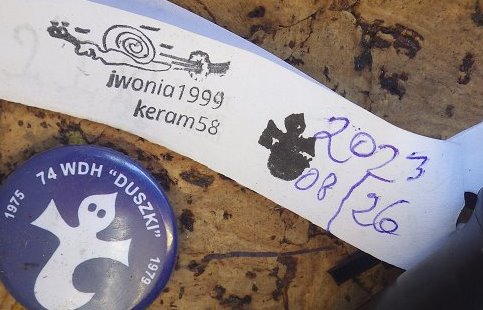 iwonia1999
keram58
2023
08/26
74 WDH "DUSZKI"
1975
1979